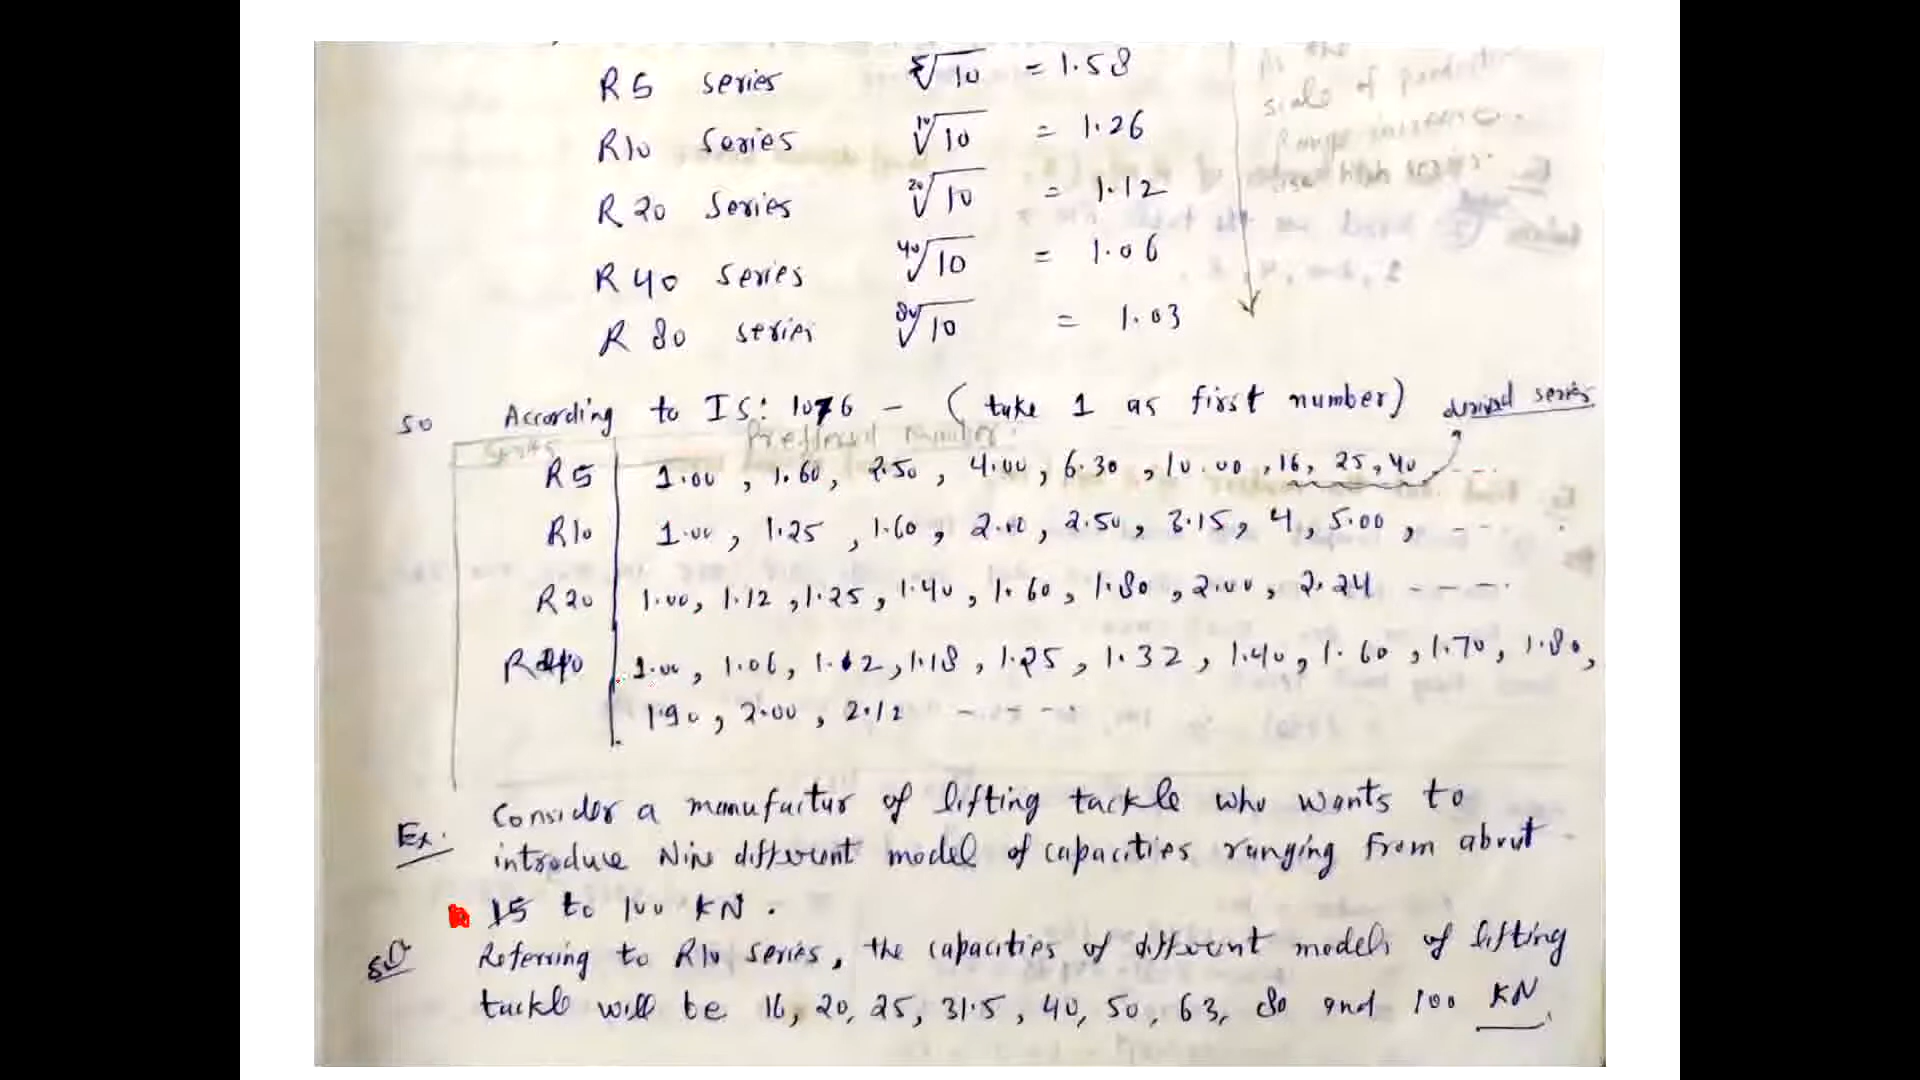 R5 series 5√10 = 1.58
R10 Series 10√10 = 1.26
R20 Series 20√10 = 1.12
R40 series 40√10 = 1.06
R 80 series 80√10 = 1.03
so According to IS: 1076 - (take 1 as first number) derived series
R5 1.00, 1.60, 2.50, 4.00, 6.30, 10.00, 16, 25, 40 ---
R10 1.00, 1.25, 1.60, 2.00, 2.50, 3.15, 4, 5.00, ---
R20 1.00, 1.12, 1.25, 1.40, 1.60, 1.80, 2.00, 2.24 ----
R40 1.00, 1.06, 1.12, 1.18, 1.25, 1.32, 1.40, 1.60, 1.70, 1.80,
1.90, 2.00, 2.12 ----
Ex. Consider a manufactur of lifting tackle who wants to
introduce Nine different model of capacities ranging from about
15 to 100 KN.
Sol Referring to R10 series, the capacities of different models of lifting
tackle will be 16, 20, 25, 31.5, 40, 50, 63, 80 and 100 KN.